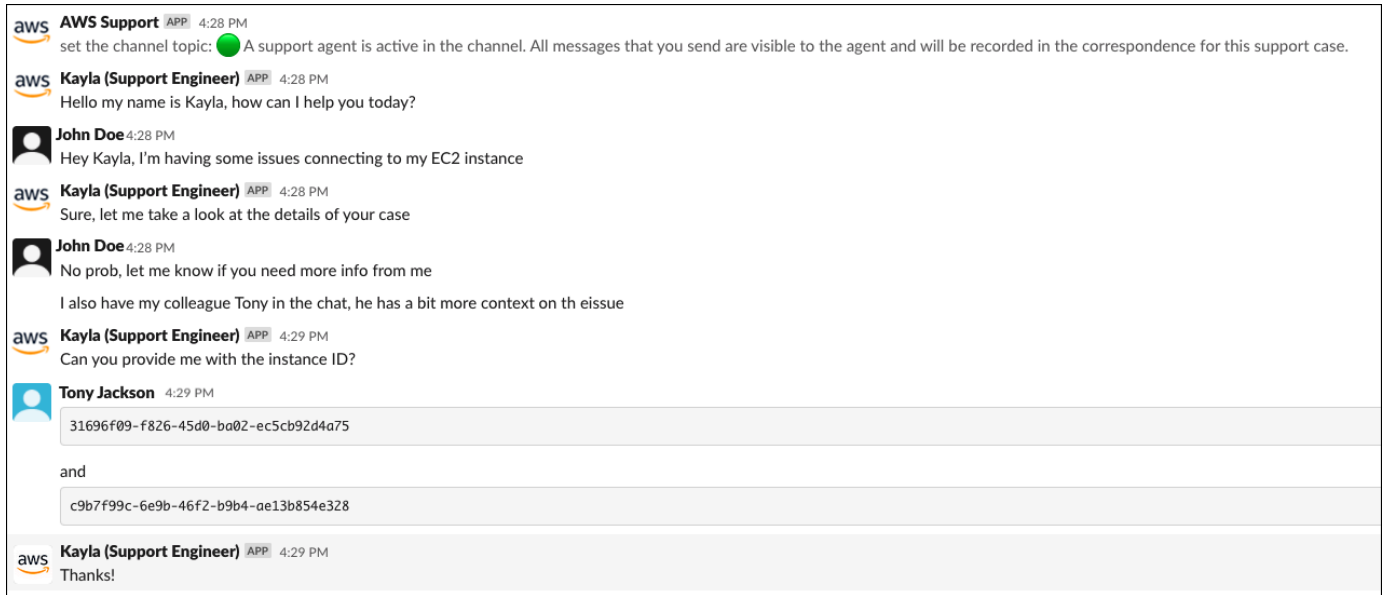 aws AWS Support APP 4:28 PM
set the channel topic: 🟢 A support agent is active in the channel. All messages that you send are visible to the agent and will be recorded in the correspondence for this support case.
aws Kayla (Support Engineer) APP 4:28 PM
Hello my name is Kayla, how can I help you today?
John Doe 4:28 PM
Hey Kayla, I'm having some issues connecting to my EC2 instance
aws Kayla (Support Engineer) APP 4:28 PM
Sure, let me take a look at the details of your case
John Doe 4:28 PM
No prob, let me know if you need more info from me
I also have my colleague Tony in the chat, he has a bit more context on th eissue
aws Kayla (Support Engineer) APP 4:29 PM
Can you provide me with the instance ID?
Tony Jackson 4:29 PM
31696f09-f826-45d0-ba02-ec5cb92d4a75
and
c9b7f99c-6e9b-46f2-b9b4-ae13b854e328
aws Kayla (Support Engineer) APP 4:29 PM
Thanks!